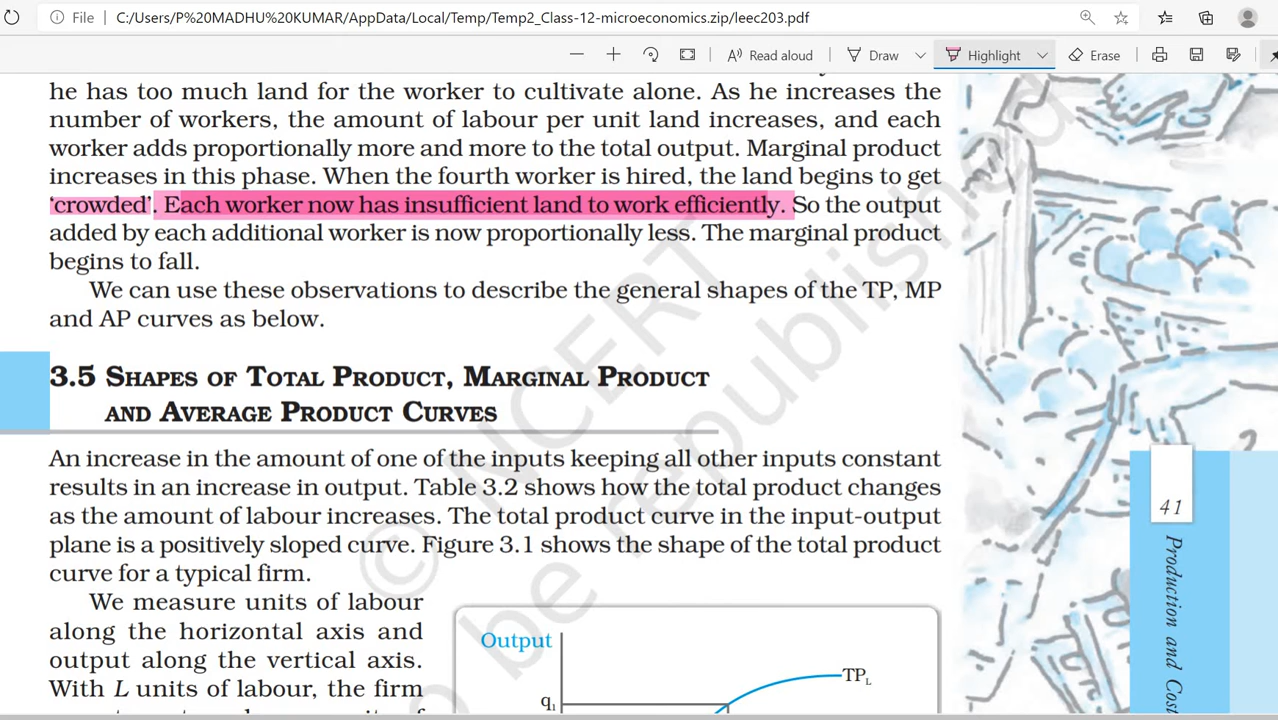 File
C:/Users/P%20MADHU%20KUMAR/AppData/Local/Temp/Temp2_Class-12-microeconomics.zip/leec203.pdf
Read aloud
Draw
Highlight
Erase
he has too much land for the worker to cultivate alone. As he increases the
number of workers, the amount of labour per unit land increases, and each
worker adds proportionally more and more to the total output. Marginal product
increases in this phase. When the fourth worker is hired, the land begins to get
‘crowded’. Each worker now has insufficient land to work efficiently. So the output
added by each additional worker is now proportionally less. The marginal product
begins to fall.
We can use these observations to describe the general shapes of the TP, MP
and AP curves as below.
3.5 SHAPES OF TOTAL PRODUCT, MARGINAL PRODUCT
AND AVERAGE PRODUCT CURVES
An increase in the amount of one of the inputs keeping all other inputs constant
results in an increase in output. Table 3.2 shows how the total product changes
as the amount of labour increases. The total product curve in the input-output
plane is a positively sloped curve. Figure 3.1 shows the shape of the total product
curve for a typical firm.
We measure units of labour
along the horizontal axis and
output along the vertical axis.
With L units of labour, the firm
Output
TPL
q1
41
Production and Cost
© NCERT
be republished